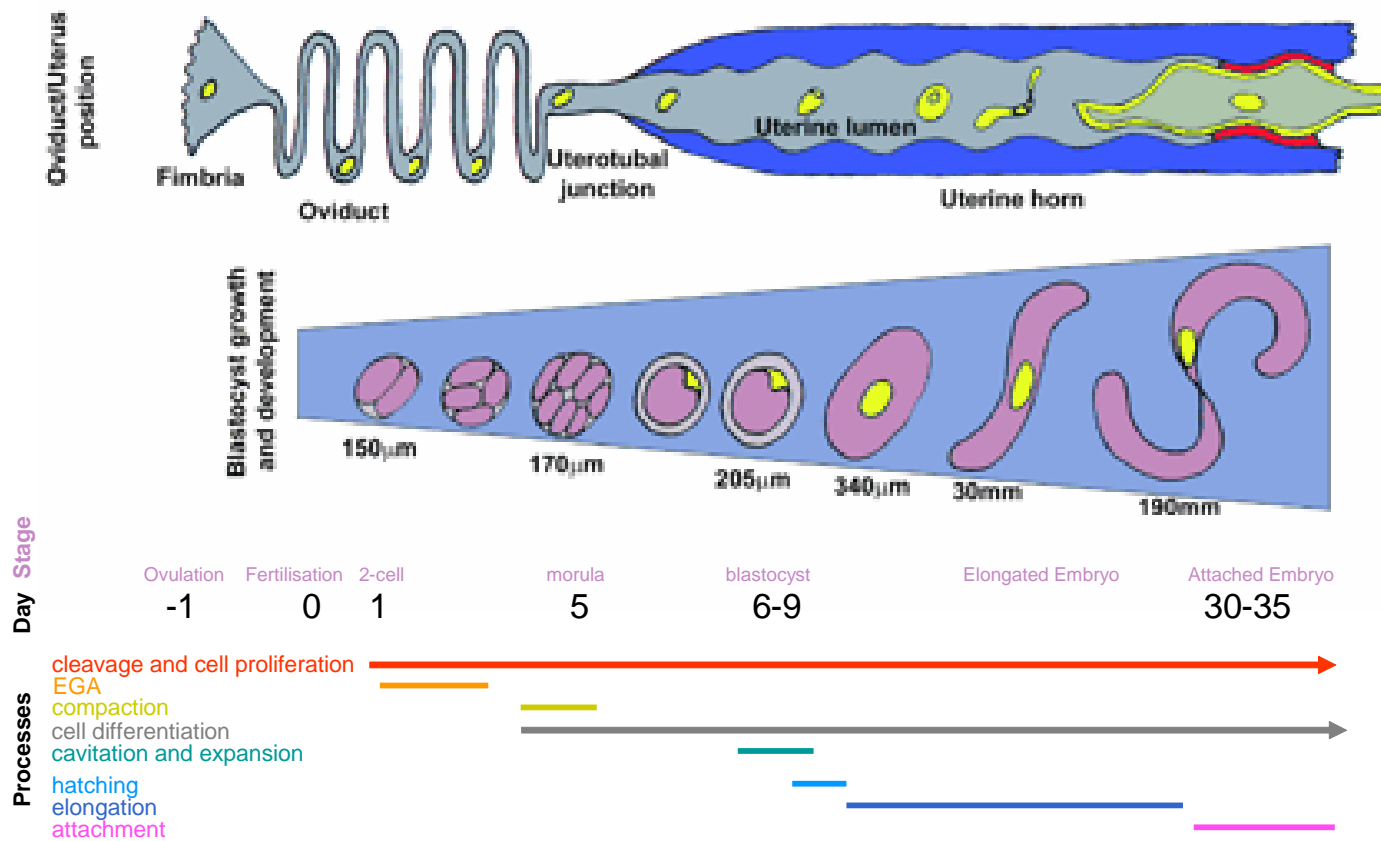 Oviduct/Uterus
position
Fimbria
Oviduct
Uterotubal
junction
Uterine lumen
Uterine horn
Blastocyst growth
and development
150μm
170μm
205μm
340μm
30mm
190mm
Stage
Ovulation Fertilisation 2-cell morula blastocyst Elongated Embryo Attached Embryo
Day
-1 0 1 5 6-9 30-35
Processes
cleavage and cell proliferation
EGA
compaction
cell differentiation
cavitation and expansion
hatching
elongation
attachment